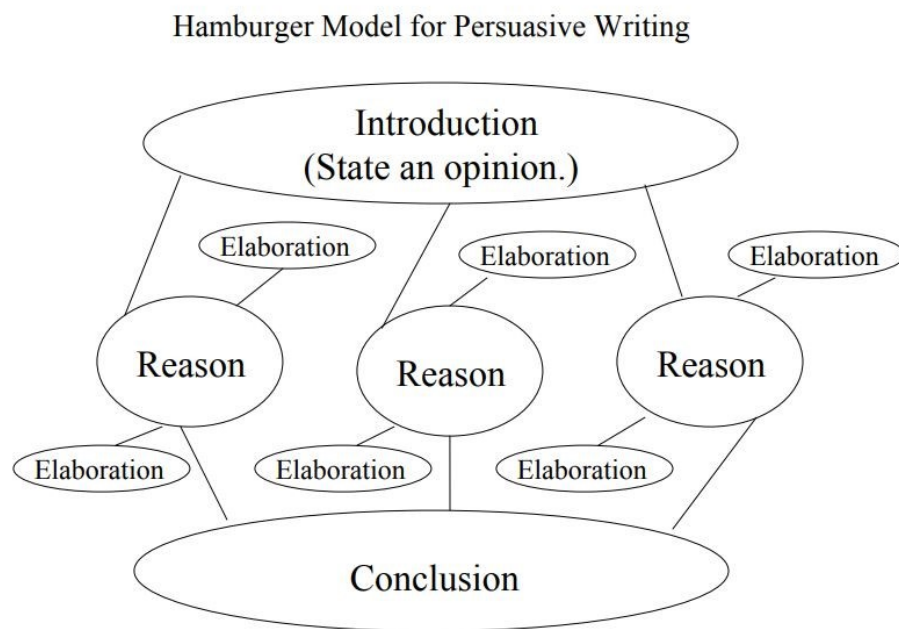 Hamburger Model for Persuasive Writing
Introduction
(State an opinion.)
Elaboration
Elaboration
Elaboration
Reason
Reason
Reason
Elaboration
Elaboration
Elaboration
Conclusion